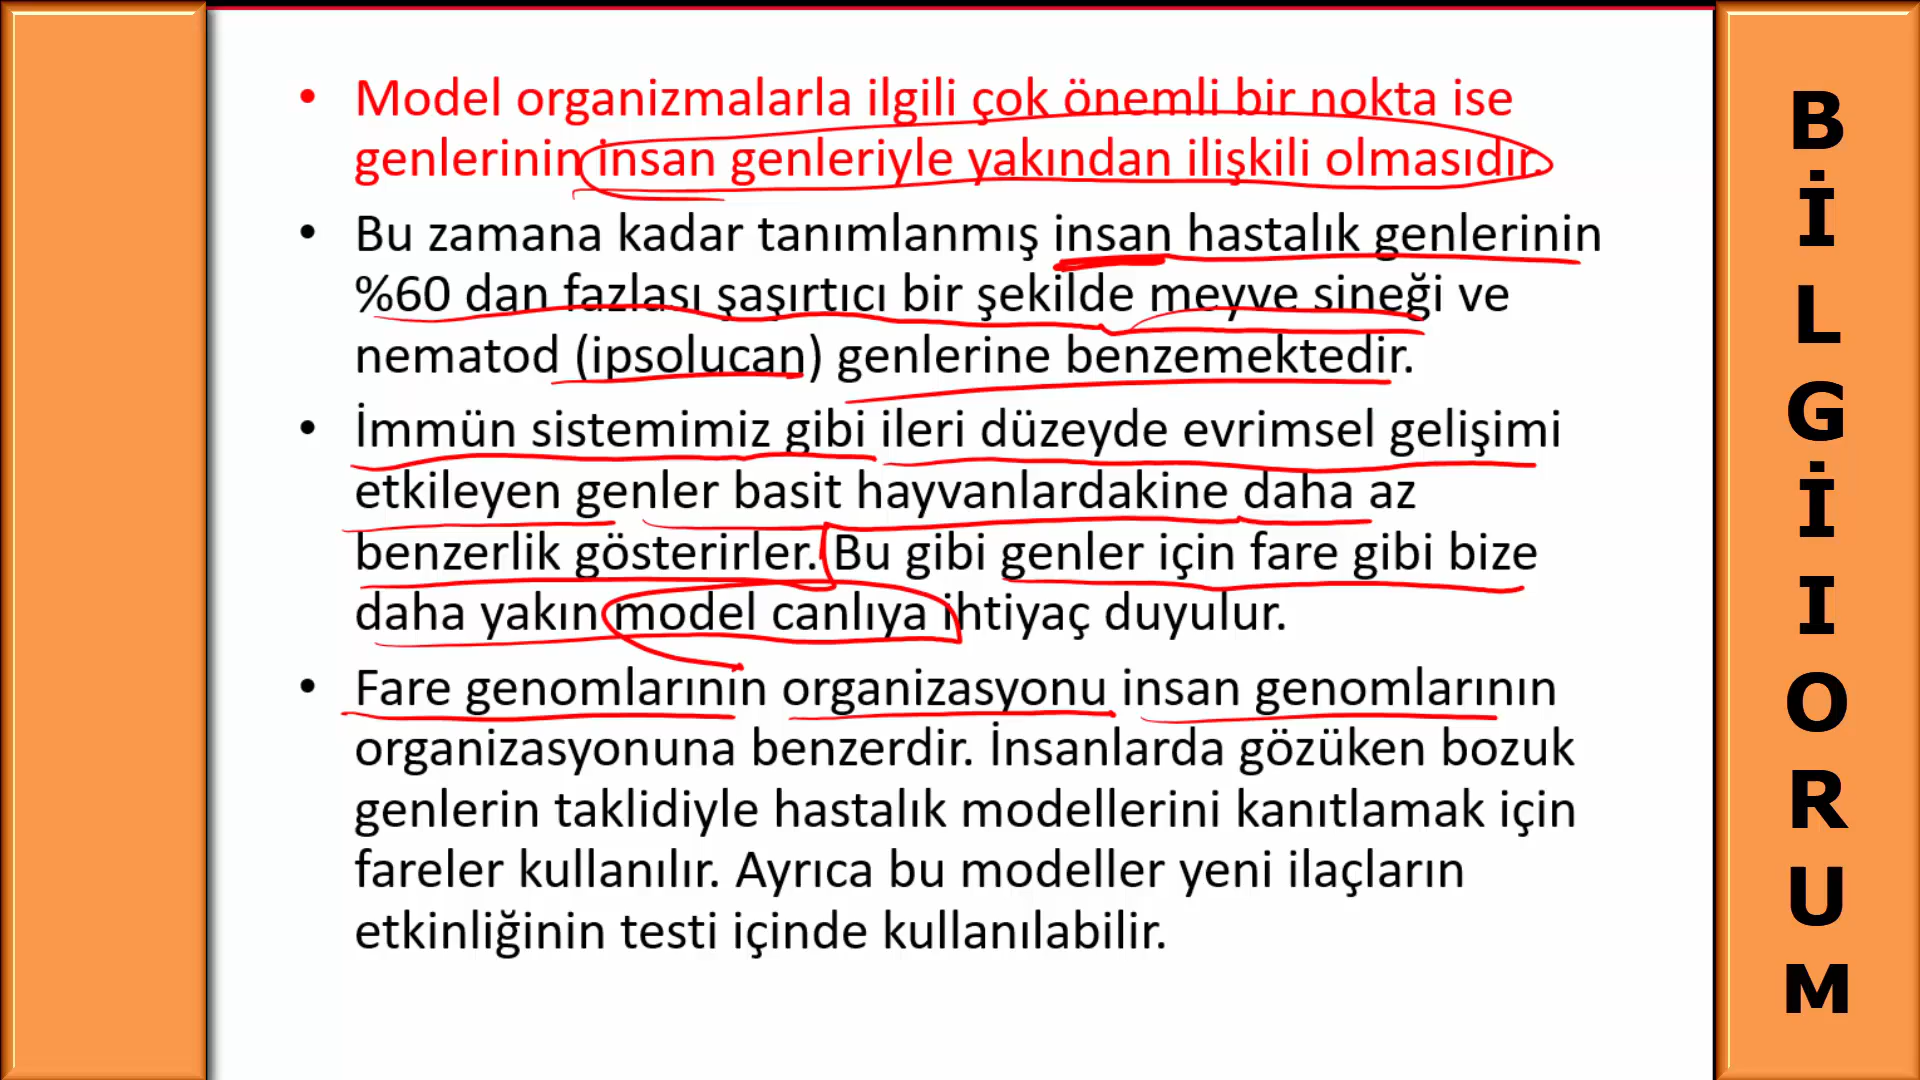 • Model organizmalarla ilgili çok önemli bir nokta ise
genlerinin insan genleriyle yakından ilişkili olmasıdır.
• Bu zamana kadar tanımlanmış insan hastalık genlerinin
%60 dan fazlası şaşırtıcı bir şekilde meyve sineği ve
nematod (ipsolucan) genlerine benzemektedir.
• İmmün sistemimiz gibi ileri düzeyde evrimsel gelişimi
etkileyen genler basit hayvanlardakine daha az
benzerlik gösterirler. Bu gibi genler için fare gibi bize
daha yakın model canlıya ihtiyaç duyulur.
• Fare genomlarının organizasyonu insan genomlarının
organizasyonuna benzerdir. İnsanlarda gözüken bozuk
genlerin taklidiyle hastalık modellerini kanıtlamak için
fareler kullanılır. Ayrıca bu modeller yeni ilaçların
etkinliğinin testi içinde kullanılabilir.
B
İ
L
G
İ
I
O
R
U
M